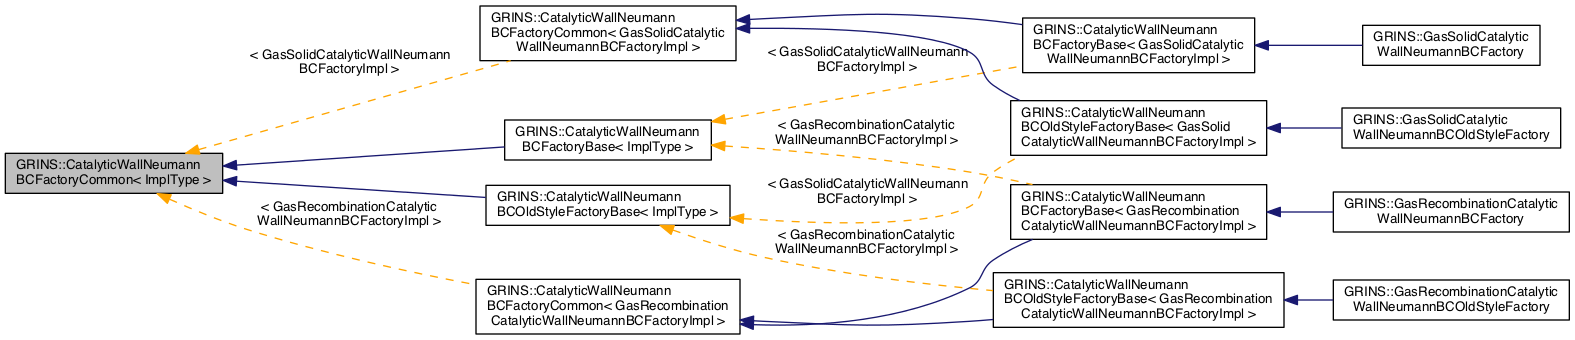 GRINS::CatalyticWallNeumann
BCFactoryCommon< ImplType >
< GasSolidCatalyticWallNeumann
BCFactoryImpl >
< GasRecombinationCatalytic
WallNeumannBCFactoryImpl >
GRINS::CatalyticWallNeumann
BCFactoryCommon< GasSolidCatalytic
WallNeumannBCFactoryImpl >
GRINS::CatalyticWallNeumann
BCFactoryBase< ImplType >
GRINS::CatalyticWallNeumann
BCOldStyleFactoryBase< ImplType >
GRINS::CatalyticWallNeumann
BCFactoryCommon< GasRecombination
CatalyticWallNeumannBCFactoryImpl >
< GasSolidCatalyticWallNeumann
BCFactoryImpl >
< GasRecombinationCatalytic
WallNeumannBCFactoryImpl >
< GasSolidCatalyticWallNeumann
BCFactoryImpl >
< GasRecombinationCatalytic
WallNeumannBCFactoryImpl >
GRINS::CatalyticWallNeumann
BCFactoryBase< GasSolidCatalytic
WallNeumannBCFactoryImpl >
GRINS::CatalyticWallNeumann
BCOldStyleFactoryBase< GasSolid
CatalyticWallNeumannBCFactoryImpl >
GRINS::CatalyticWallNeumann
BCFactoryBase< GasRecombination
CatalyticWallNeumannBCFactoryImpl >
GRINS::CatalyticWallNeumann
BCOldStyleFactoryBase< GasRecombination
CatalyticWallNeumannBCFactoryImpl >
GRINS::GasSolidCatalytic
WallNeumannBCFactory
GRINS::GasSolidCatalytic
WallNeumannBCOldStyleFactory
GRINS::GasRecombinationCatalytic
WallNeumannBCFactory
GRINS::GasRecombinationCatalytic
WallNeumannBCOldStyleFactory